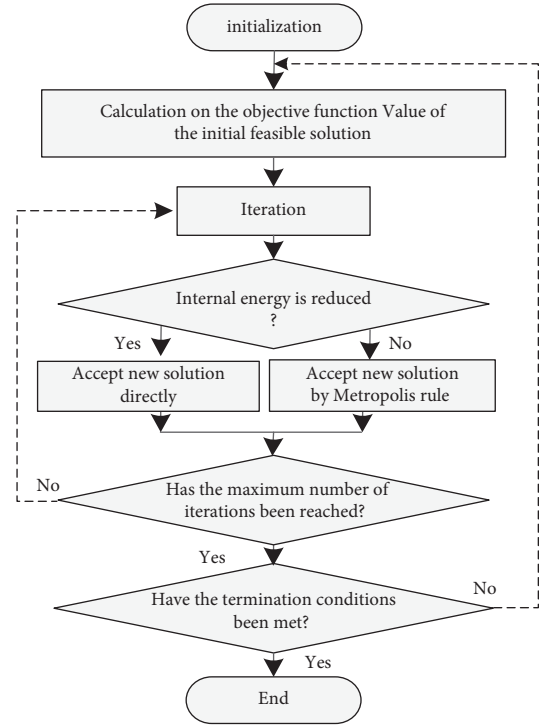 initialization
Calculation on the objective function Value of
the initial feasible solution
Iteration
Internal energy is reduced
?
Yes
No
Accept new solution
directly
Accept new solution
by Metropolis rule
No
Has the maximum number of
iterations been reached?
Yes
No
Have the termination conditions
been met?
Yes
End